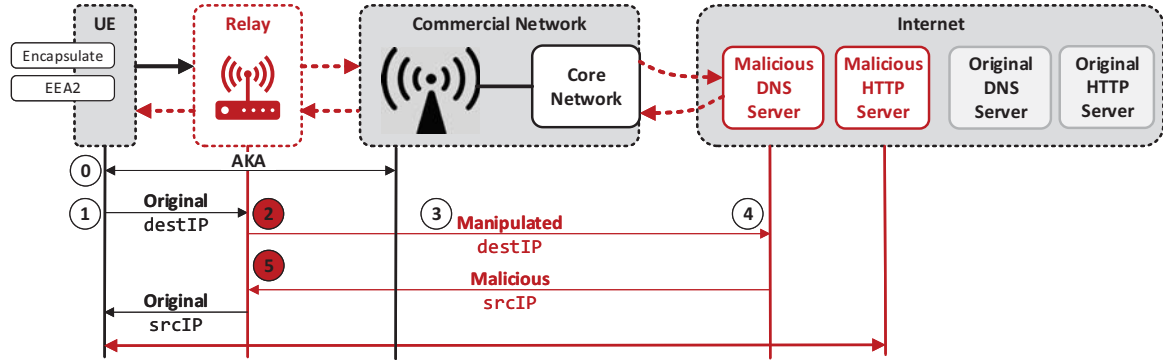 UE
Relay
Commercial Network
Internet
Encapsulate
EEA2
Core
Network
Malicious
DNS
Server
Malicious
HTTP
Server
Original
DNS
Server
Original
HTTP
Server
0
AKA
1
Original
destIP
2
3
Manipulated
destIP
4
5
Malicious
srcIP
Original
srcIP